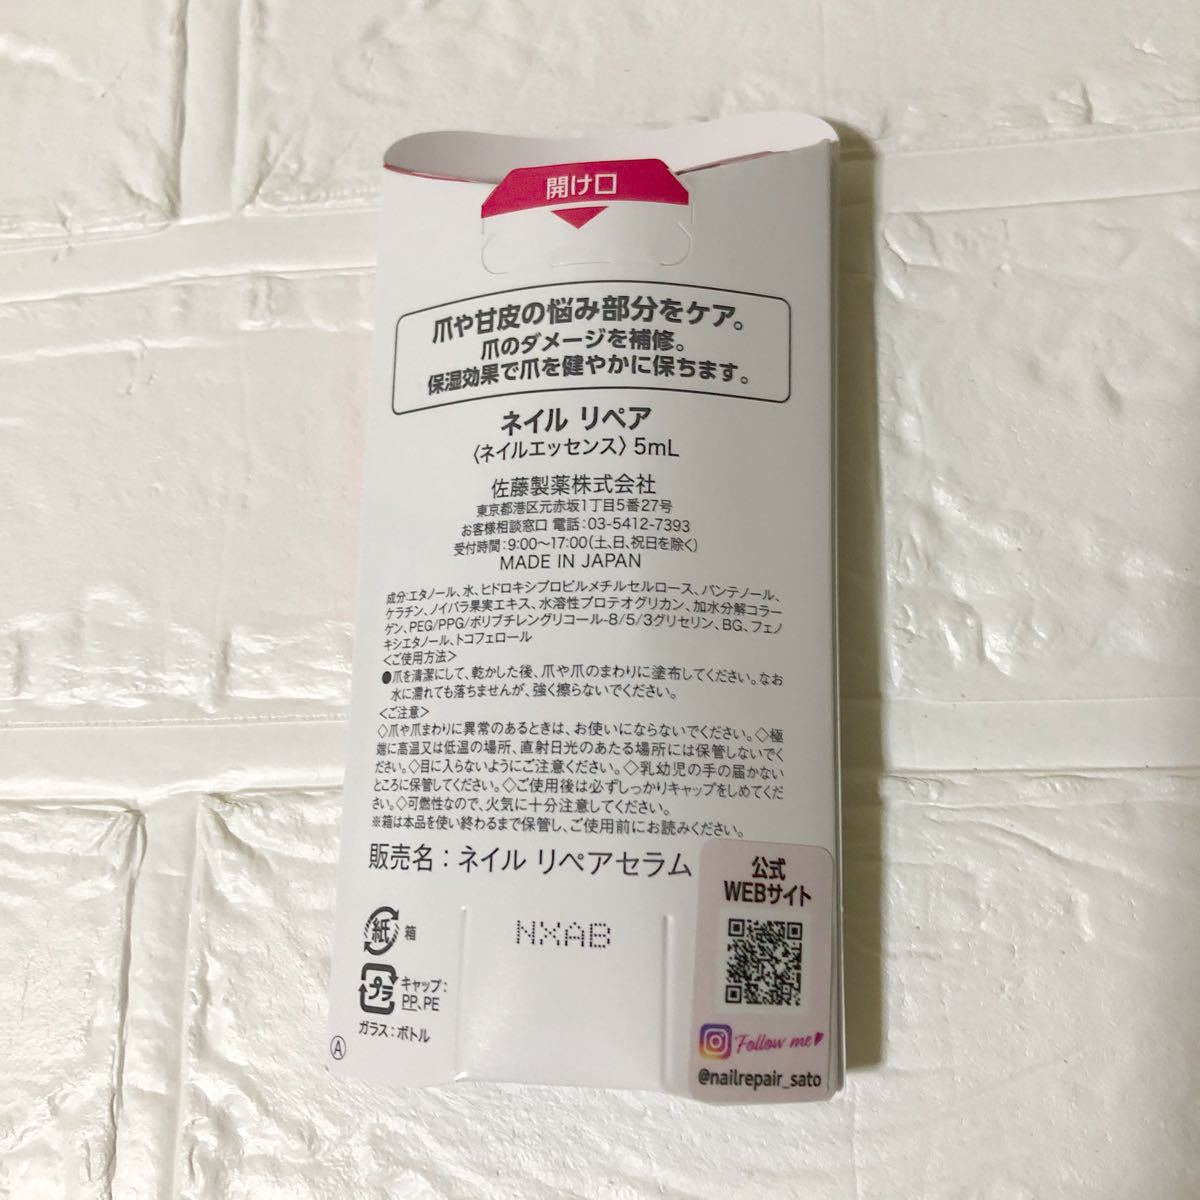 開け口
爪や甘皮の悩み部分をケア。
爪のダメージを補修。
保湿効果で爪を健やかに保ちます。
ネイル リペア
〈ネイルエッセンス〉 5mL
佐藤製薬株式会社
東京都港区元赤坂1丁目5番27号
お客様相談窓口 電話:03-5412-7393
受付時間:9:00〜17:00(土、日、祝日を除く)
MADE IN JAPAN
成分:エタノール、水、ヒドロキシプロピルメチルセルロース、パンテノール、
ケラチン、ノイバラ果実エキス、水溶性プロテオグリカン、加水分解コラー
ゲン、PEG/PPG/ポリブチレングリコール-8/5/3グリセリン、BG、フェノ
キシエタノール、トコフェロール
<ご使用方法>
●爪を清潔にして、乾かした後、爪や爪のまわりに塗布してください。なお
水に濡れても落ちませんが、強く擦らないでください。
<ご注意>
◇爪や爪まわりに異常のあるときは、お使いにならないでください。◇極
端に高温又は低温の場所、直射日光のあたる場所には保管しないでく
ださい。◇目に入らないようにご注意ください。◇乳幼児の手の届かない
ところに保管してください。◇ご使用後は必ずしっかりキャップをしめてくだ
さい。◇可燃性なので、火気に十分注意してください。
※箱は本品を使い終わるまで保管し、ご使用前にお読みください。
販売名:ネイル リペアセラム
紙 箱
プラ キャップ:
PP、PE
ガラス:ボトル
Ⓐ
NXAB
公式
WEBサイト
Follow me♥
@nailrepair_sato